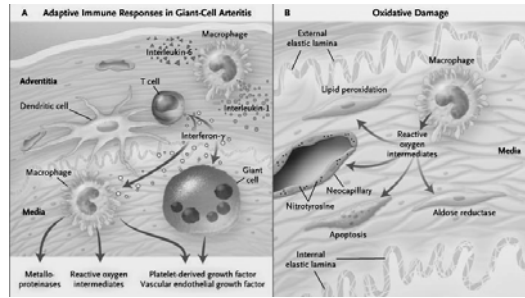 A Adaptive Immune Responses in Giant-Cell Arteritis
Macrophage
Interleukin-6
Adventitia
T cell
Interleukin-1
Dendritic cell
Interferon-γ
Macrophage
Giant
cell
Media
Metallo-
proteinases
Reactive oxygen
intermediates
Platelet-derived growth factor
Vascular endothelial growth factor
B Oxidative Damage
External
elastic lamina
Macrophage
Lipid peroxidation
Reactive
oxygen
intermediates
Media
Neocapillary
Nitrotyrosine
Aldose reductase
Apoptosis
Internal
elastic lamina